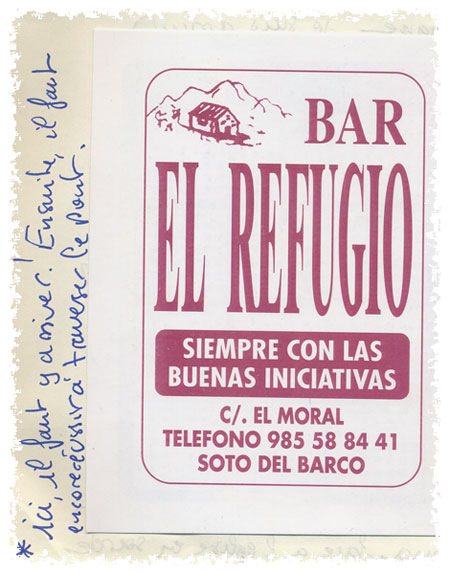 * ici, il faut y arriver! Ensuite, il faut
encore réussir à traverser le pont.
BAR
EL REFUGIO
SIEMPRE CON LAS
BUENAS INICIATIVAS
C/. EL MORAL
TELEFONO 985 58 84 41
SOTO DEL BARCO